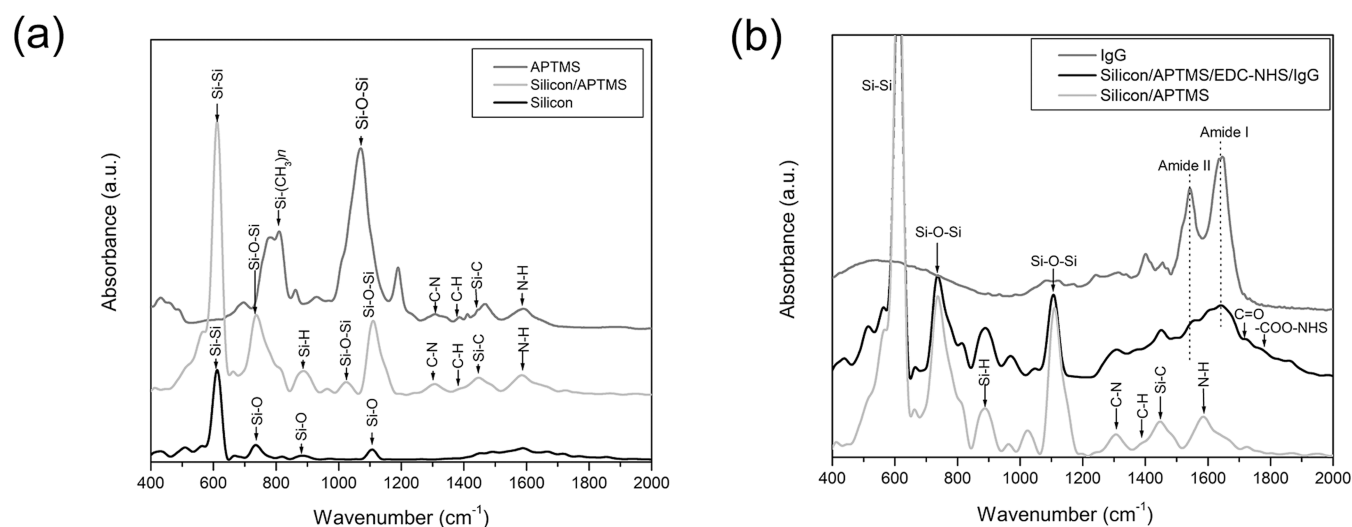 (a)
APTMS
Silicon/APTMS
Silicon
Si-Si
Si-O-Si
Si-(CH3)n
Si-O-Si
C-N
C-H
Si-C
N-H
Si-Si
Si-H
Si-O-Si
Si-O-Si
C-N
C-H
Si-C
N-H
Si-O
Si-O
Si-O
Absorbance (a.u.)
400 600 800 1000 1200 1400 1600 1800 2000
Wavenumber (cm-1)
(b)
IgG
Silicon/APTMS/EDC-NHS/IgG
Silicon/APTMS
Si-Si
Amide I
Amide II
Si-O-Si
Si-O-Si
C=O
-COO-NHS
Si-H
C-N
C-H
Si-C
N-H
Absorbance (a.u.)
400 600 800 1000 1200 1400 1600 1800 2000
Wavenumber (cm-1)